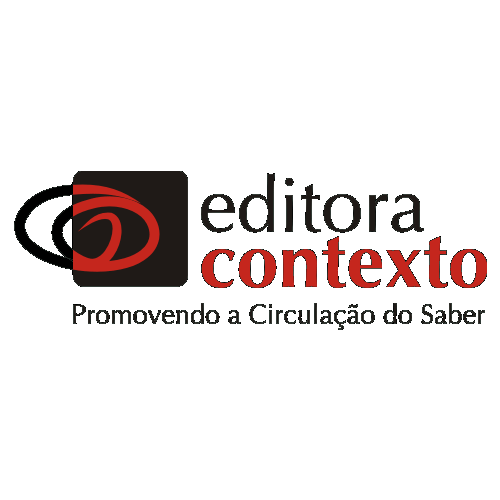 editora
contexto
Promovendo a Circulação do Saber